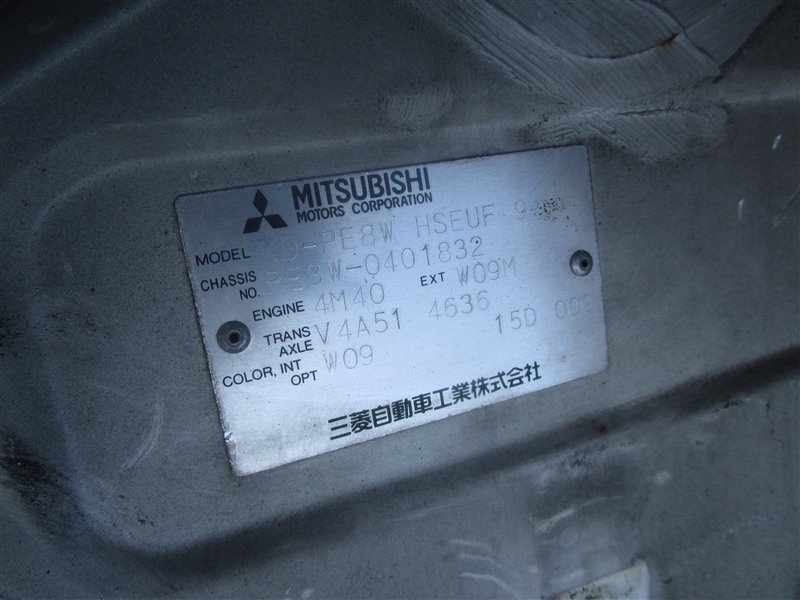 MITSUBISHI
MOTORS CORPORATION
MODEL HSEUF
CHASSIS NO. PE8W-0401832
ENGINE 4M40 EXT W09M
TRANS AXLE V4A51 4636
COLOR, INT OPT W09 15D
三菱自動車工業株式会社